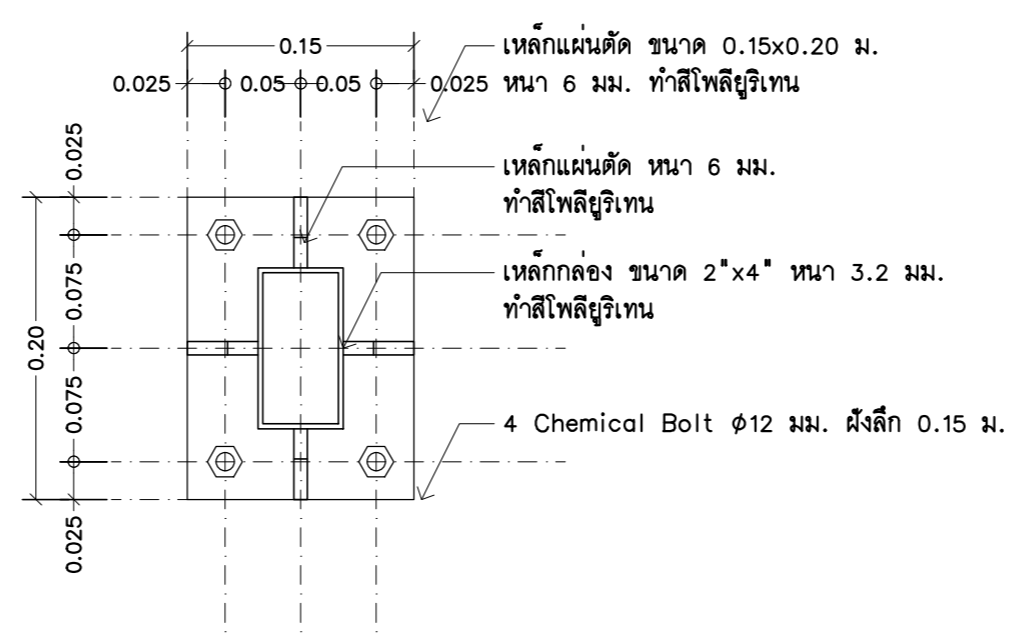 0.15
เหล็กแผ่นตัด ขนาด 0.15x0.20 ม.
0.025 0.05 0.05 0.025
หนา 6 มม. ทำสีโพลียูริเทน
0.025
เหล็กแผ่นตัด หนา 6 มม.
ทำสีโพลียูริเทน
0.075
เหล็กกล่อง ขนาด 2"x4" หนา 3.2 มม.
ทำสีโพลียูริเทน
0.20
0.075
4 Chemical Bolt ϕ12 มม. ฝังลึก 0.15 ม.
0.025